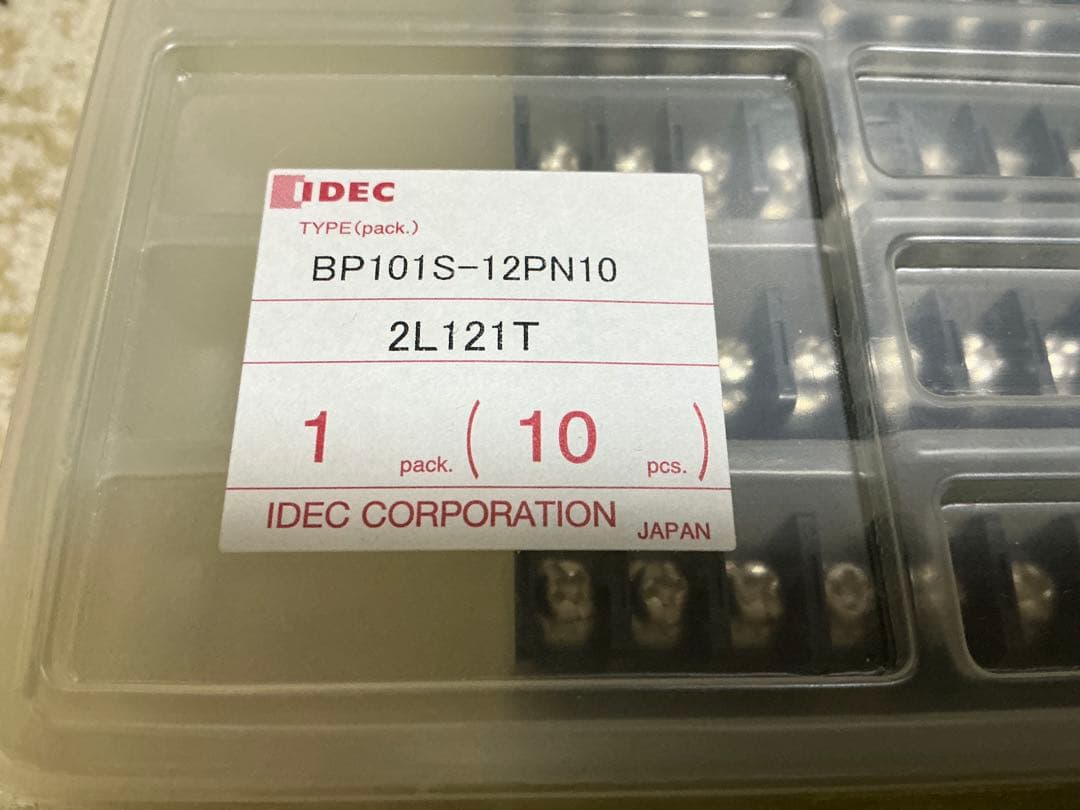 IDEC
TYPE(pack.)
BP101S-12PN10
2L121T
1 pack. ( 10 pcs. )
IDEC CORPORATION JAPAN